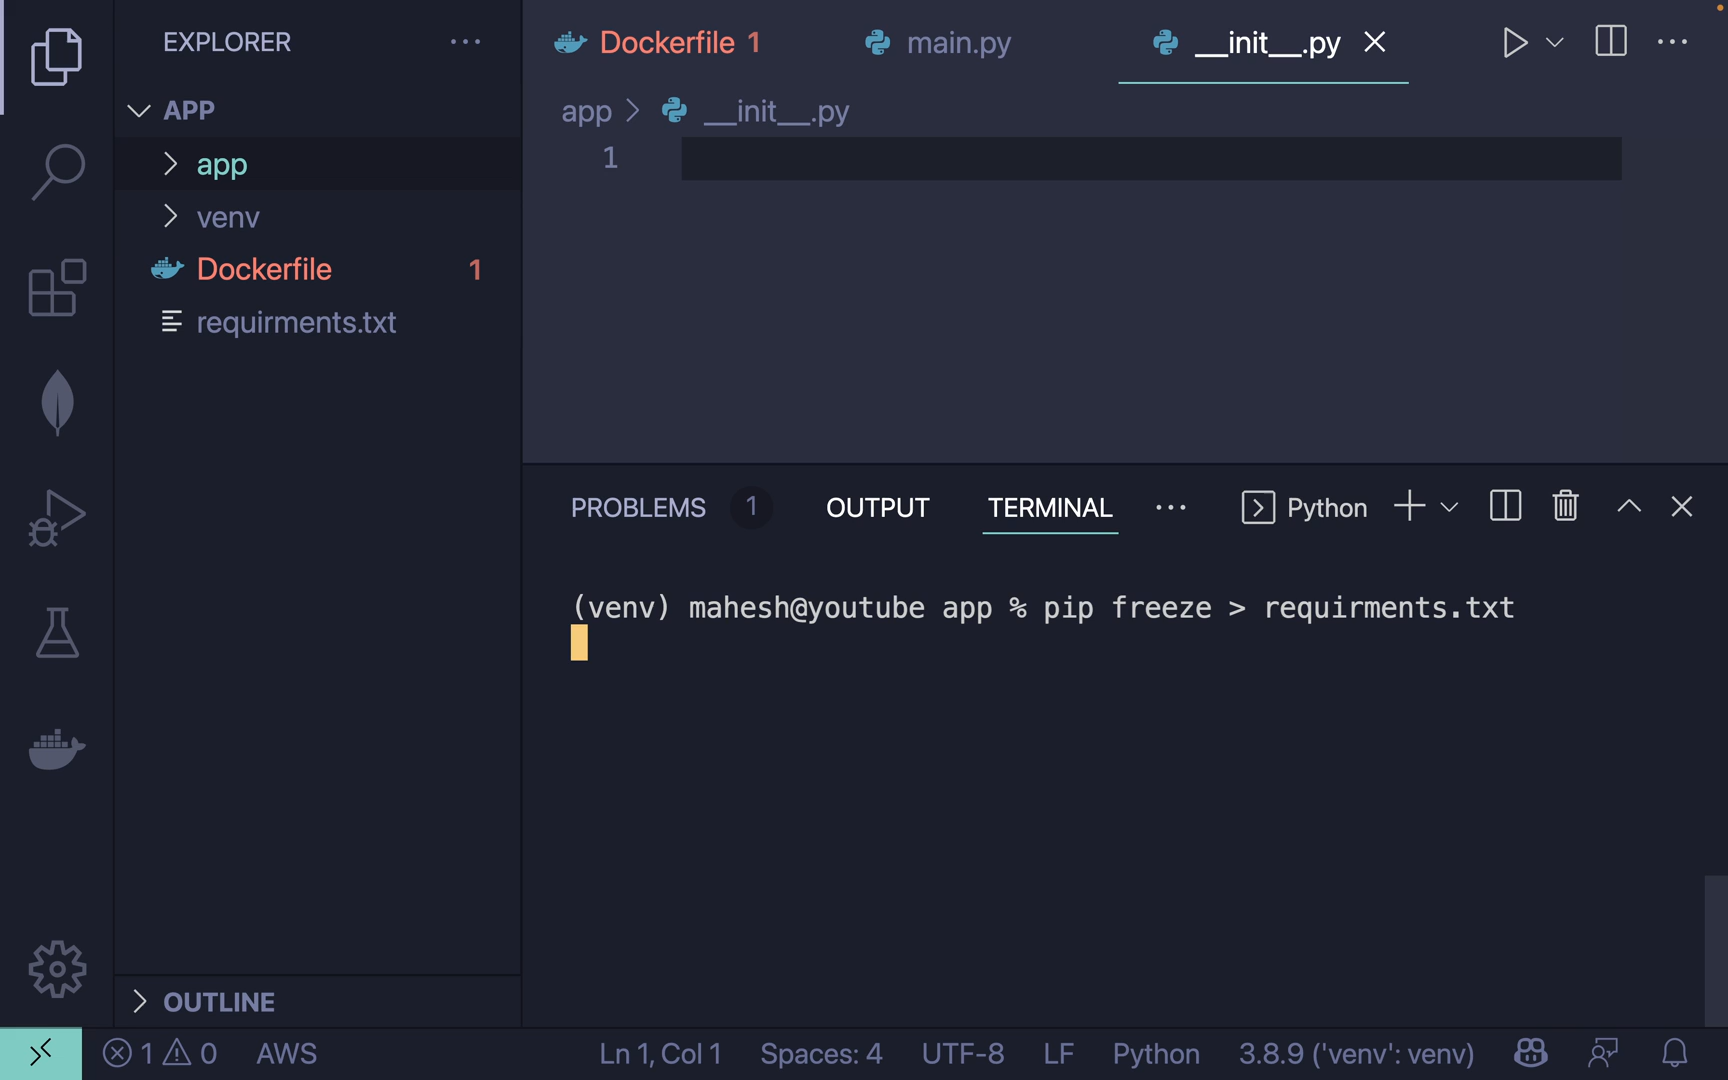 EXPLORER
APP
app
venv
Dockerfile 1
requirments.txt
OUTLINE
Dockerfile 1
main.py
__init__.py
app > __init__.py
1
PROBLEMS 1
OUTPUT
TERMINAL
Python
(venv) mahesh@youtube app % pip freeze > requirments.txt
1 0
AWS
Ln 1, Col 1
Spaces: 4
UTF-8
LF
Python
3.8.9 ('venv': venv)